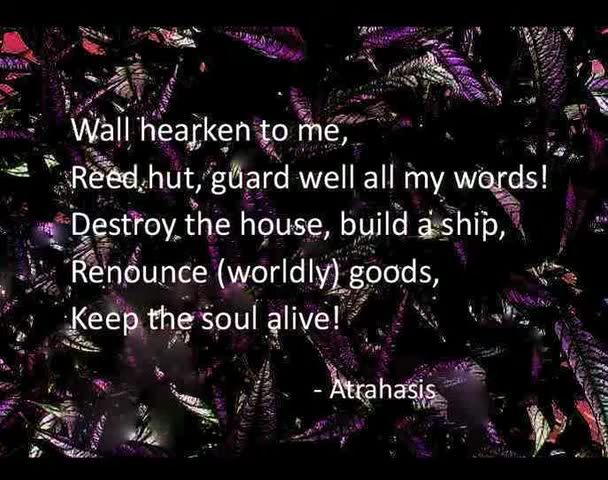 Wall hearken to me,
Reed hut, guard well all my words!
Destroy the house, build a ship,
Renounce (worldly) goods,
Keep the soul alive!
- Atrahasis